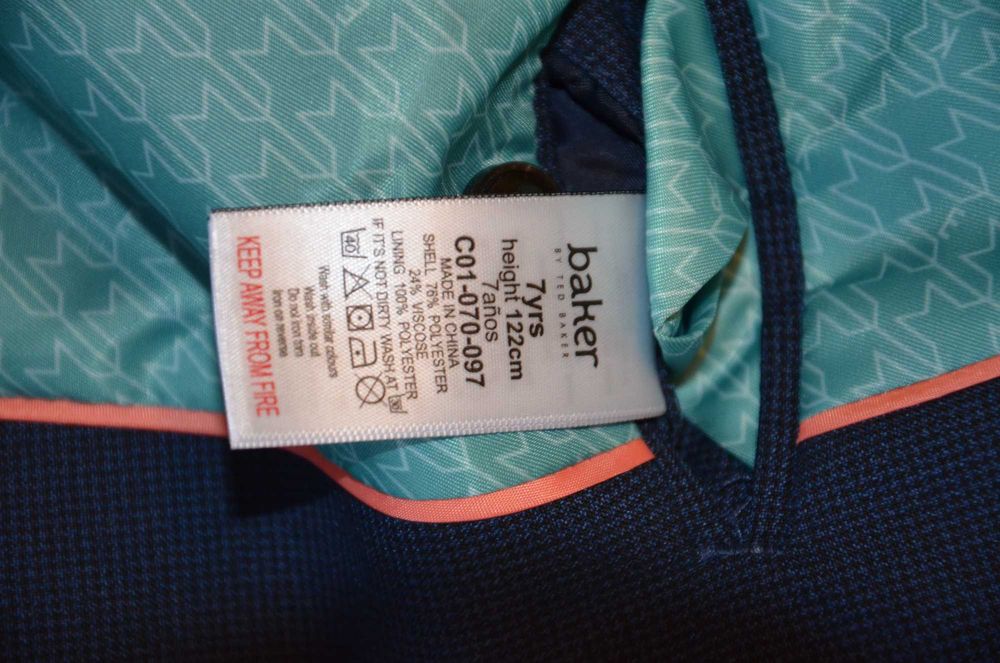 baker
BY TED BAKER
7yrs
height 122cm
7años
C01-070-097
MADE IN CHINA
SHELL 76% POLYESTER
24% VISCOSE
LINING 100% POLYESTER
IF IT'S NOT DIRTY WASH AT 30
40
Wash with similar colours
Wash inside out
Do not iron trim
Iron on reverse
KEEP AWAY FROM FIRE